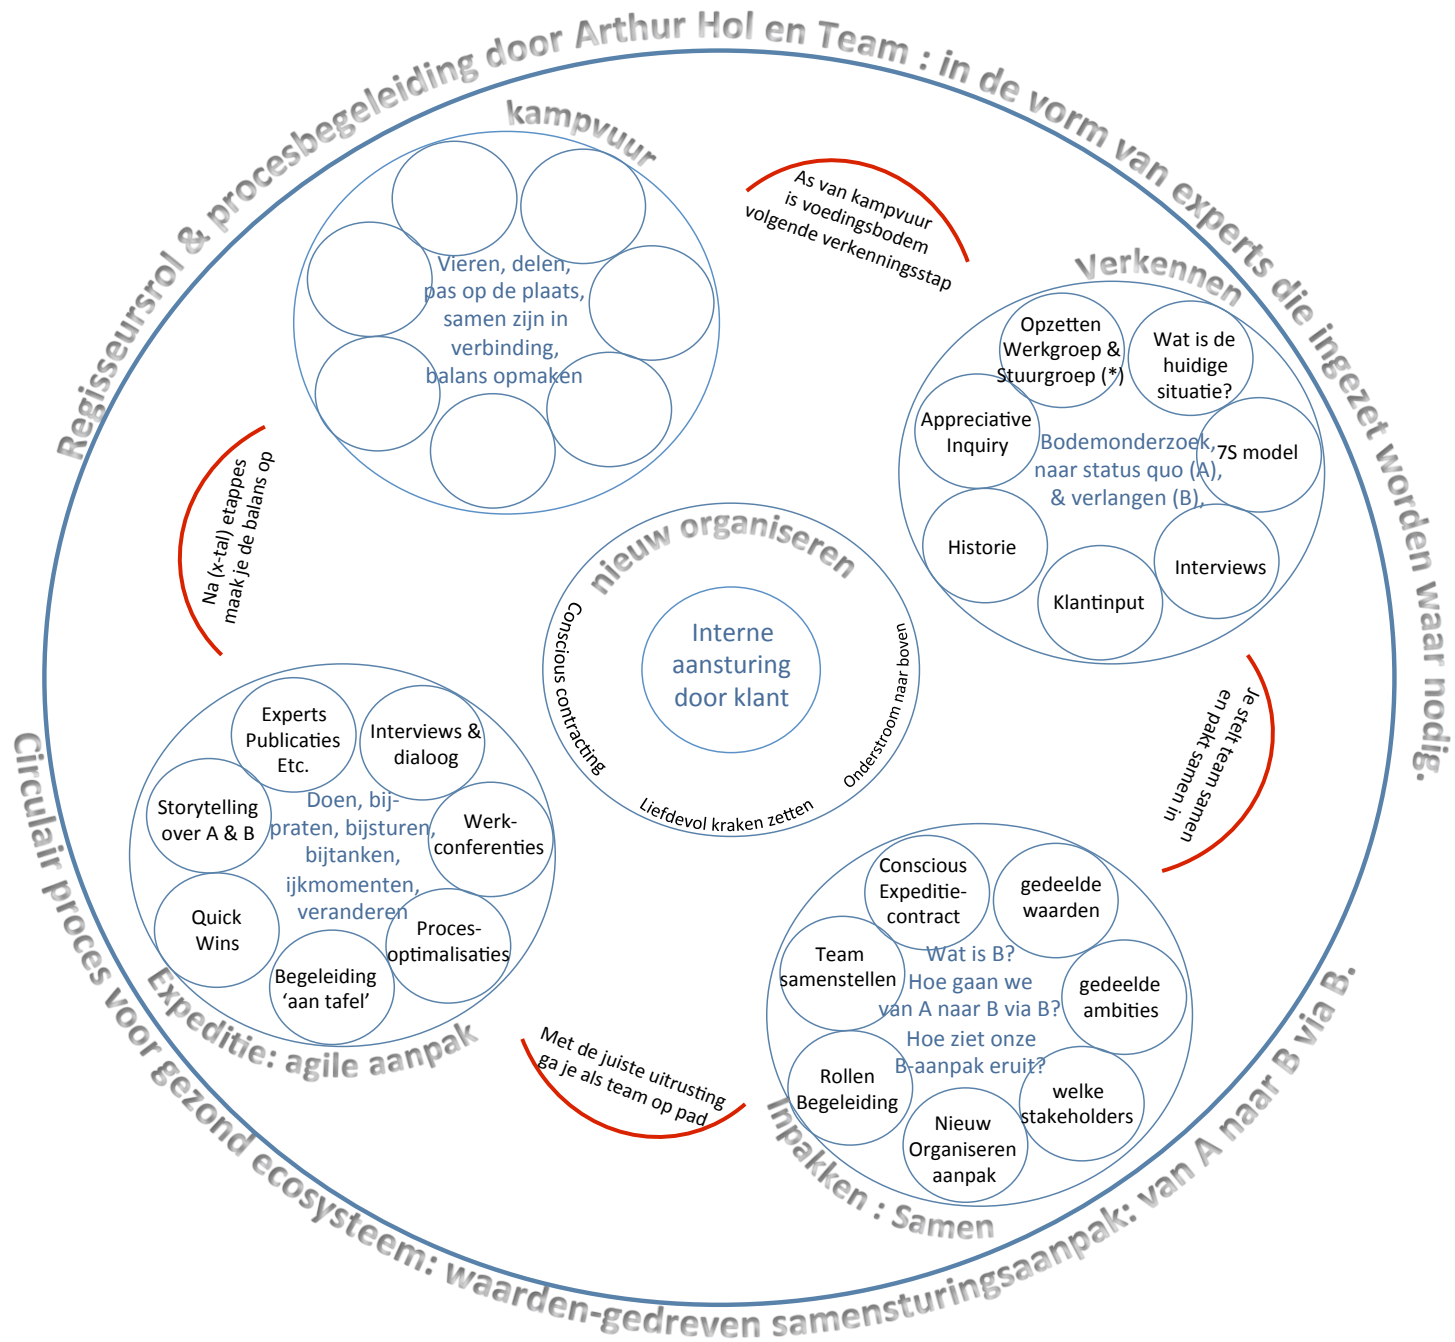 Regisseursrol & procesbegeleiding door Arthur Hol en Team : in de vorm van experts die ingezet worden waar nodig.
kampvuur
Vieren, delen,
pas op de plaats,
samen zijn in
verbinding,
balans opmaken
As van kampvuur
is voedingsbodem
volgende verkenningsstap
Verkennen
Opzetten
Werkgroep &
Stuurgroep (*)
Wat is de
huidige
situatie?
7S model
Interviews
Klantinput
Historie
Appreciative
Inquiry
Bodemonderzoek,
naar status quo (A),
& verlangen (B),
Je stelt team samen
en pakt samen in
Inpakken : Samen
Conscious
Expeditie-
contract
gedeelde
waarden
gedeelde
ambities
welke
stakeholders
Nieuw
Organiseren
aanpak
Rollen
Begeleiding
Team
samenstellen
Wat is B?
Hoe gaan we
van A naar B via B?
Hoe ziet onze
B-aanpak eruit?
Met de juiste uitrusting
ga je als team op pad
Expeditie: agile aanpak
Experts
Publicaties
Etc.
Interviews &
dialoog
Werk-
conferenties
Proces-
optimalisaties
Begeleiding
‘aan tafel’
Quick
Wins
Storytelling
over A & B
Doen, bij-
praten, bijsturen,
bijtanken,
ijkmomenten,
veranderen
Na (x-tal) etappes
maak je de balans op
nieuw organiseren
Interne
aansturing
door klant
Conscious contracting
Liefdevol kraken zetten
Onderstroom naar boven
Circulair proces voor gezond ecosysteem: waarden-gedreven samensturingsaanpak: van A naar B via B.